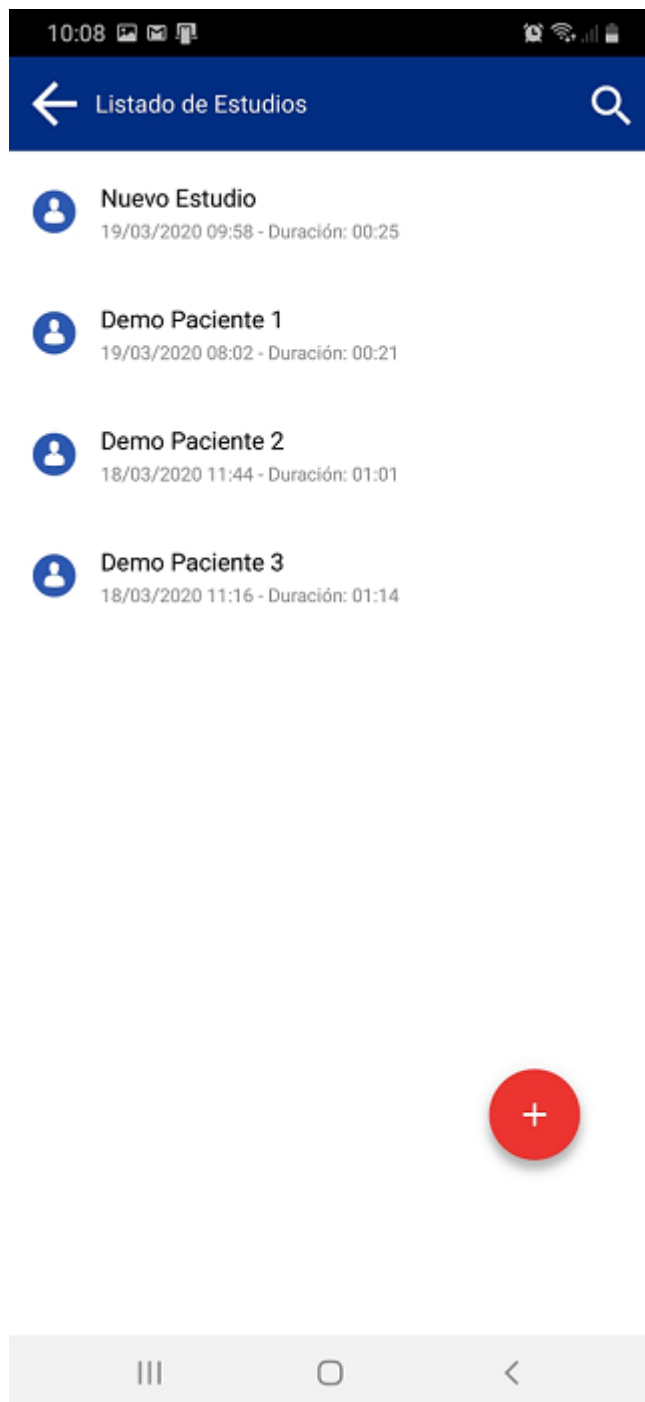 10:08
Listado de Estudios
Nuevo Estudio
19/03/2020 09:58 - Duración: 00:25
Demo Paciente 1
19/03/2020 08:02 - Duración: 00:21
Demo Paciente 2
18/03/2020 11:44 - Duración: 01:01
Demo Paciente 3
18/03/2020 11:16 - Duración: 01:14
+